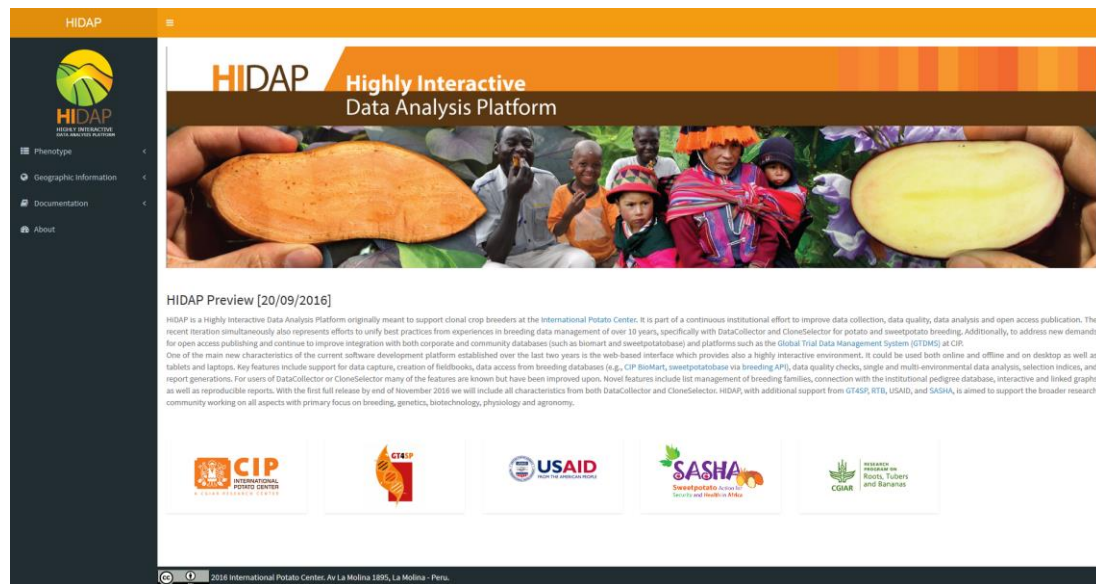 HIDAP
HIDAP
HIGHLY INTERACTIVE
DATA ANALYSIS PLATFORM
Phenotype
Geographic Information
Documentation
About
HIDAP
Highly Interactive
Data Analysis Platform
HIDAP Preview [20/09/2016]
HIDAP is a Highly Interactive Data Analysis Platform originally meant to support clonal crop breeders at the International Potato Center. It is part of a continuous institutional effort to improve data collection, data quality, data analysis and open access publication. The
recent iteration simultaneously also represents efforts to unify best practices from experiences in breeding data management of over 10 years, specifically with DataCollector and CloneSelector for potato and sweetpotato breeding. Additionally, to address new demands
for open access publishing and continue to improve integration with both corporate and community databases (such as biomart and sweetpotatobase) and platforms such as the Global Trial Data Management System (GTDMS) at CIP.
One of the main new characteristics of the current software development platform established over the last two years is the web-based interface which provides also a highly interactive environment. It could be used both online and offline and on desktop as well as
tablets and laptops. Key features include support for data capture, creation of fieldbooks, data access from breeding databases (e.g., CIP BioMart, sweetpotatobase via breeding API), data quality checks, single and multi-environmental data analysis, selection indices, and
report generations. For users of DataCollector or CloneSelector many of the features are known but have been improved upon. Novel features include list management of breeding families, connection with the institutional pedigree database, interactive and linked graphs
as well as reproducible reports. With the first full release by end of November 2016 we will include all characteristics from both DataCollector and CloneSelector. HIDAP, with additional support from GT4SP, RTB, USAID, and SASHA, is aimed to support the broader research
community working on all aspects with primary focus on breeding, genetics, biotechnology, physiology and agronomy.
CIP
INTERNATIONAL
POTATO CENTER
A CGIAR RESEARCH CENTER
GT4SP
USAID
FROM THE AMERICAN PEOPLE
SASHA
Sweetpotato Action for
Security and Health in Africa
CGIAR
RESEARCH
PROGRAM ON
Roots, Tubers
and Bananas
cc
2016 International Potato Center. Av La Molina 1895, La Molina - Peru.